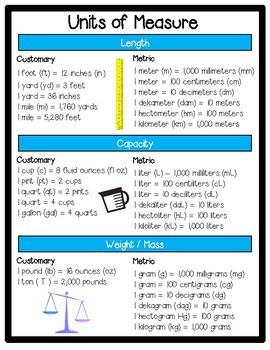 Units of Measure
Length
Customary
1 foot (ft) = 12 inches (in)
1 yard (yd) = 3 feet
1 yard = 36 inches
1 mile (mi) = 1,760 yards
1 mile = 5,280 feet
Metric
1 meter (m) = 1,000 millimeters (mm)
1 meter = 100 centimeters (cm)
1 meter = 10 decimeters (dm)
1 dekameter (dam) = 10 meters
1 hectometer (hm) = 100 meters
1 kilometer (km) = 1,000 meters
Capacity
Customary
1 cup (c) = 8 fluid ounces (fl oz)
1 pint (pt) = 2 cups
1 quart (qt) = 2 pints
1 quart = 4 cups
1 gallon (gal) = 4 quarts
Metric
1 liter (L) = 1,000 milliliters (mL)
1 liter = 100 centiliters (cL)
1 liter = 10 deciliters (dL)
1 dekaliter (daL) = 10 liters
1 hectoliter (hL) = 100 liters
1 kiloliter (kL) = 1,000 liters
Weight / Mass
Customary
1 pound (lb) = 16 ounces (oz)
1 ton ( T ) = 2,000 pounds
Metric
1 gram (g) = 1,000 milligrams (mg)
1 gram = 100 centigrams (cg)
1 gram = 10 decigrams (dg)
1 dekagram (dag) = 10 grams
1 hectogram (hg) = 100 grams
1 kilogram (kg) = 1,000 grams